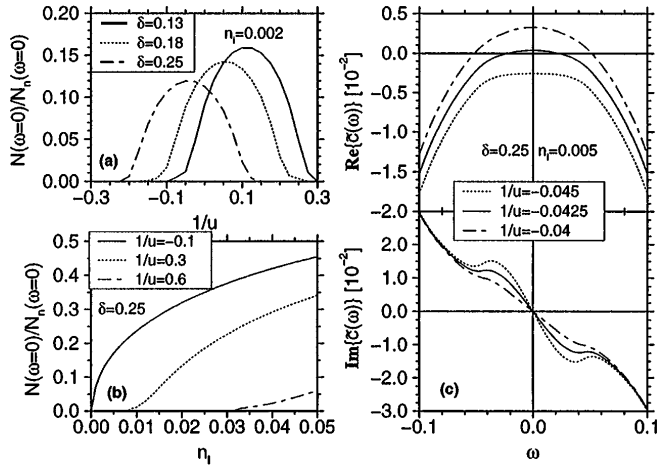 N(ω=0)/Nₙ(ω=0)
0.20
0.15
0.10
0.05
0.00
δ=0.13
δ=0.18
δ=0.25
n_I=0.002
(a)
-0.3
-0.1
0.1
0.3
1/u
N(ω=0)/Nₙ(ω=0)
0.5
0.4
0.3
0.2
0.1
0.0
1/u=-0.1
1/u=0.3
1/u=0.6
δ=0.25
(b)
0.00
0.01
0.02
0.03
0.04
0.05
n_I
Re{c̃(ω)} [10⁻²]
0.5
0.0
-0.5
-1.0
-1.5
-2.0
δ=0.25 n_I=0.005
1/u=-0.045
1/u=-0.0425
1/u=-0.04
Im{c̃(ω)} [10⁻²]
2.0
1.0
0.0
-1.0
-2.0
-3.0
(c)
-0.1
0.0
0.1
ω